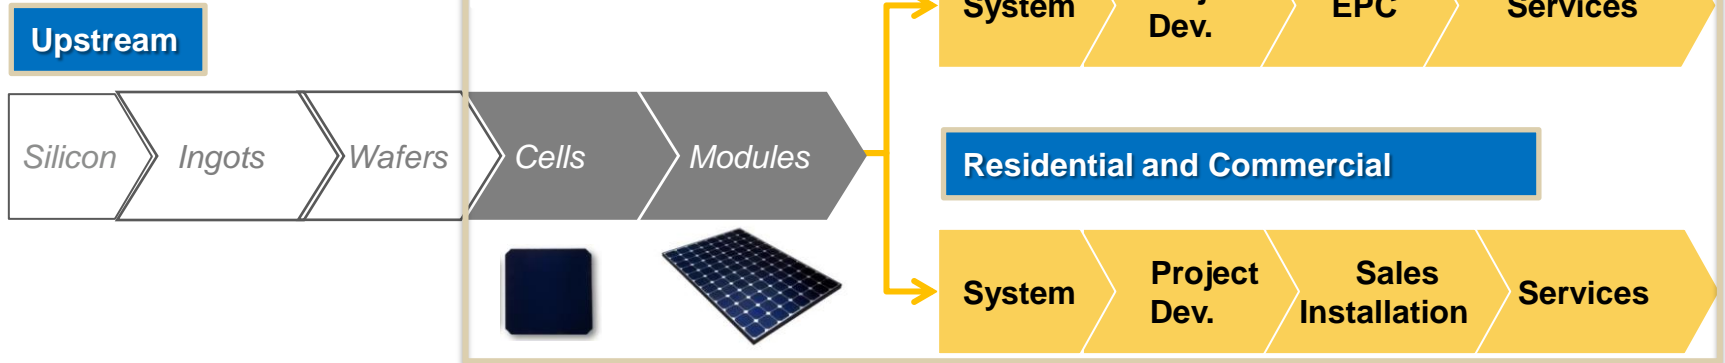 System
Dev.
EPC
Services
Upstream
Silicon
Ingots
Wafers
Cells
Modules
Residential and Commercial
System
Project
Dev.
Sales
Installation
Services